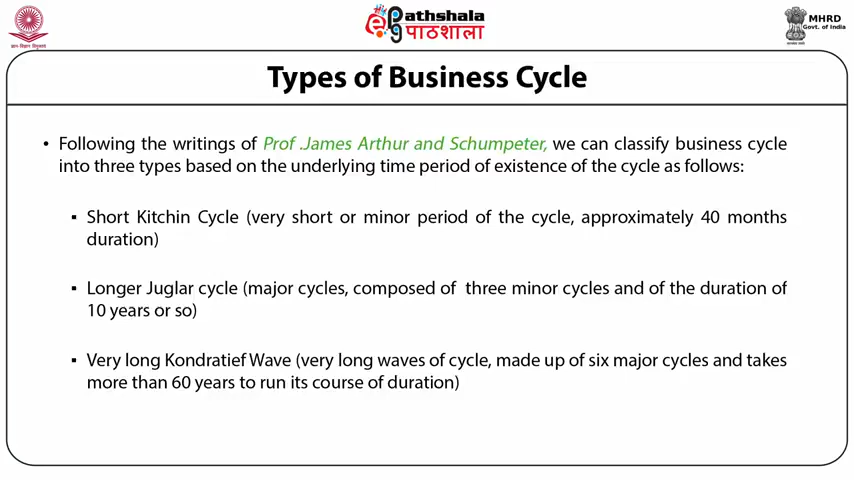 ज्ञान-विज्ञान विमुक्तये
e Pathshala
पाठशाला
MHRD
Govt. of India
Types of Business Cycle
• Following the writings of Prof .James Arthur and Schumpeter, we can classify business cycle
into three types based on the underlying time period of existence of the cycle as follows:
▪ Short Kitchin Cycle (very short or minor period of the cycle, approximately 40 months
duration)
▪ Longer Juglar cycle (major cycles, composed of three minor cycles and of the duration of
10 years or so)
▪ Very long Kondratief Wave (very long waves of cycle, made up of six major cycles and takes
more than 60 years to run its course of duration)